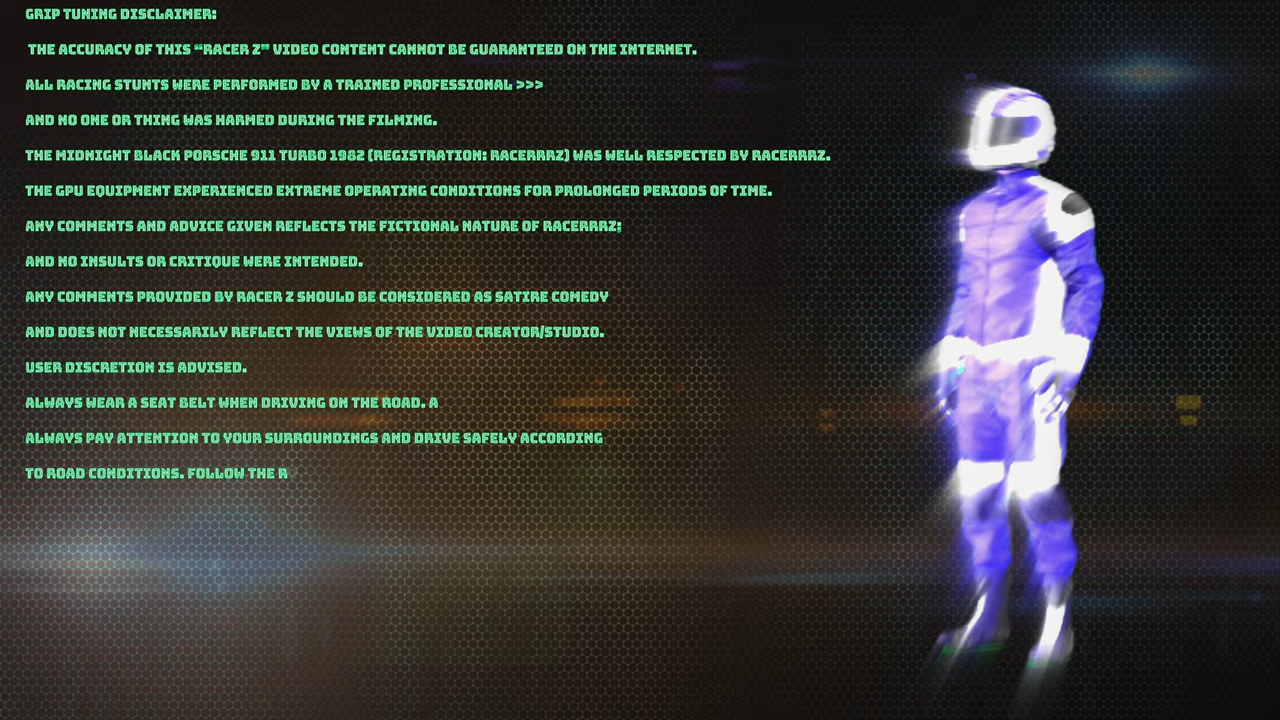 GRIP TUNING DISCLAIMER:
THE ACCURACY OF THIS “RACER Z” VIDEO CONTENT CANNOT BE GUARANTEED ON THE INTERNET.
ALL RACING STUNTS WERE PERFORMED BY A TRAINED PROFESSIONAL >>>
AND NO ONE OR THING WAS HARMED DURING THE FILMING.
THE MIDNIGHT BLACK PORSCHE 911 TURBO 1982 (REGISTRATION: RACERRRZ) WAS WELL RESPECTED BY RACERRRZ.
THE GPU EQUIPMENT EXPERIENCED EXTREME OPERATING CONDITIONS FOR PROLONGED PERIODS OF TIME.
ANY COMMENTS AND ADVICE GIVEN REFLECTS THE FICTIONAL NATURE OF RACERRRZ;
AND NO INSULTS OR CRITIQUE WERE INTENDED.
ANY COMMENTS PROVIDED BY RACER Z SHOULD BE CONSIDERED AS SATIRE COMEDY
AND DOES NOT NECESSARILY REFLECT THE VIEWS OF THE VIDEO CREATOR/STUDIO.
USER DISCRETION IS ADVISED.
ALWAYS WEAR A SEAT BELT WHEN DRIVING ON THE ROAD. A
ALWAYS PAY ATTENTION TO YOUR SURROUNDINGS AND DRIVE SAFELY ACCORDING
TO ROAD CONDITIONS. FOLLOW THE R